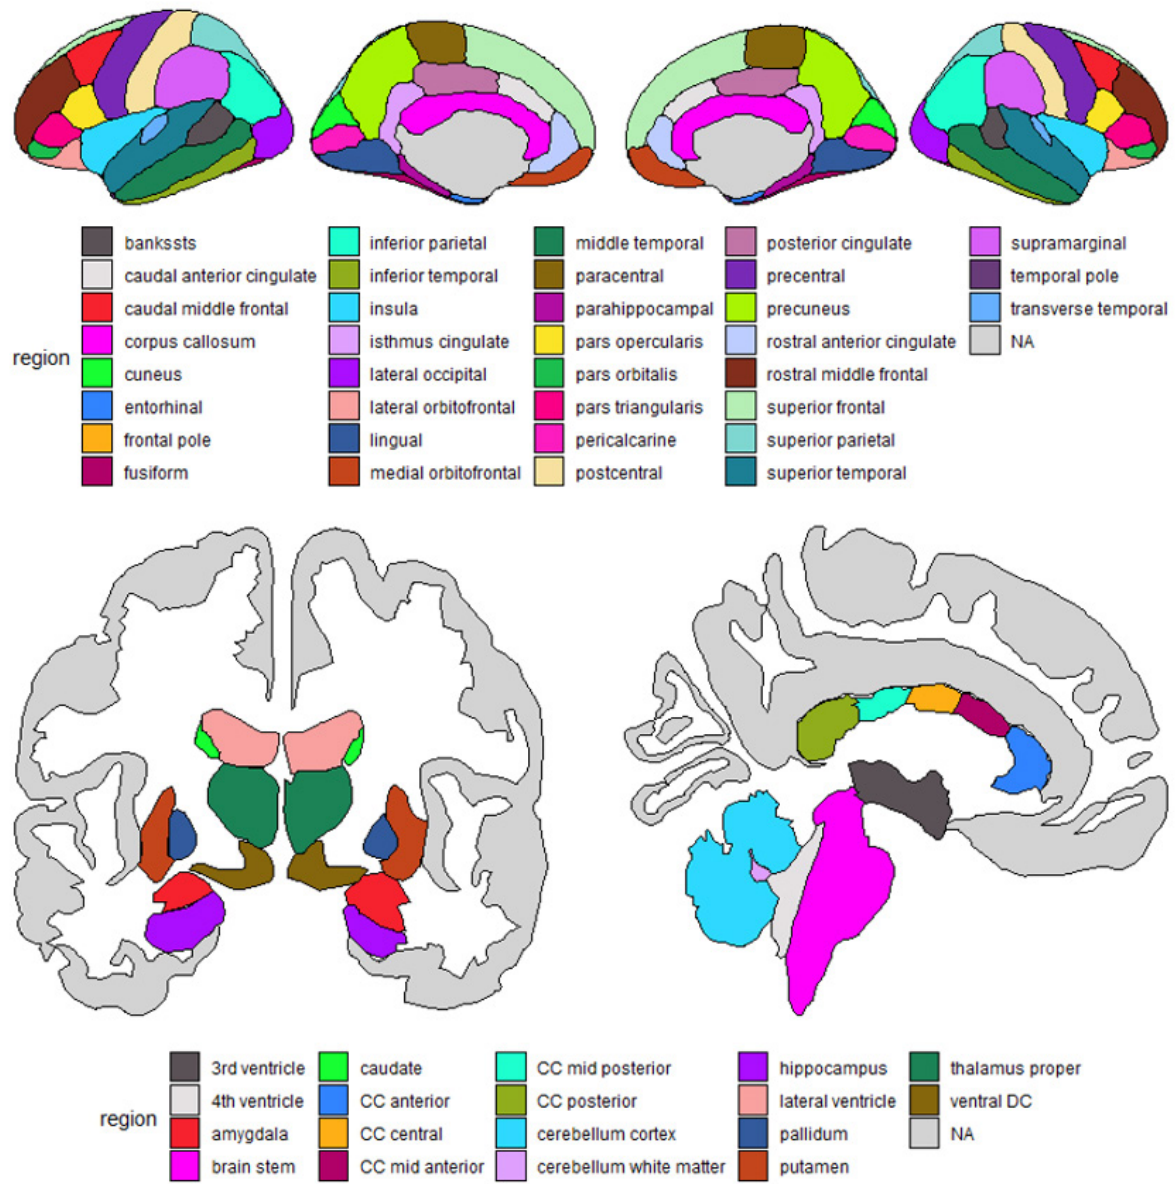 bankssts
inferior parietal
middle temporal
posterior cingulate
supramarginal
caudal anterior cingulate
inferior temporal
paracentral
precentral
temporal pole
caudal middle frontal
insula
parahippocampal
precuneus
transverse temporal
corpus callosum
isthmus cingulate
pars opercularis
rostral anterior cingulate
NA
region
cuneus
lateral occipital
pars orbitalis
rostral middle frontal
entorhinal
lateral orbitofrontal
pars triangularis
superior frontal
frontal pole
lingual
pericalcarine
superior parietal
fusiform
medial orbitofrontal
postcentral
superior temporal
3rd ventricle
caudate
CC mid posterior
hippocampus
thalamus proper
4th ventricle
CC anterior
CC posterior
lateral ventricle
ventral DC
region
amygdala
CC central
cerebellum cortex
pallidum
NA
brain stem
CC mid anterior
cerebellum white matter
putamen